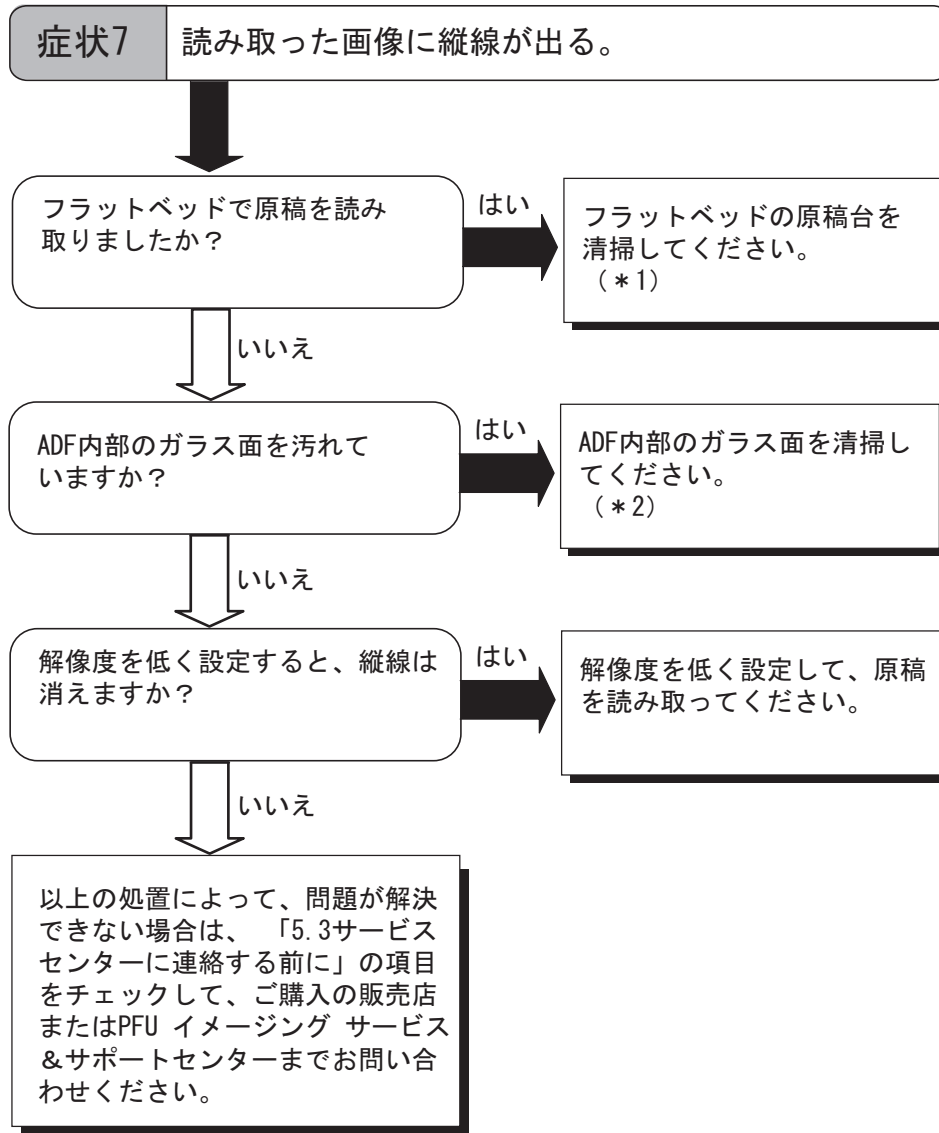 症状7
読み取った画像に縦線が出る。
フラットベッドで原稿を読み
取りましたか？
はい
フラットベッドの原稿台を
清掃してください。
（＊1）
いいえ
ADF内部のガラス面を汚れて
いますか？
はい
ADF内部のガラス面を清掃し
てください。
（＊2）
いいえ
解像度を低く設定すると、縦線は
消えますか？
はい
解像度を低く設定して、原稿
を読み取ってください。
いいえ
以上の処置によって、問題が解決
できない場合は、 「5.3サービス
センターに連絡する前に」の項目
をチェックして、ご購入の販売店
またはPFU イメージング サービス
＆サポートセンターまでお問い合
わせください。